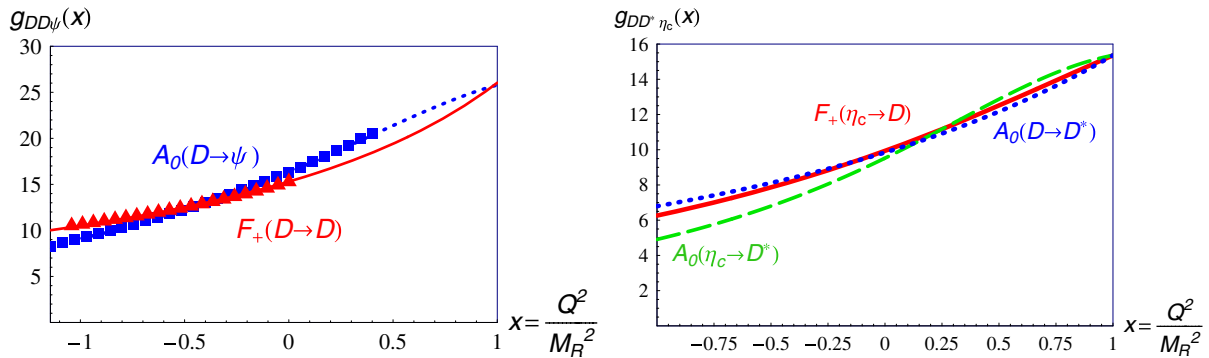 g_{DDψ}(x)
30
25
20
15
10
5
A_0(D→ψ)
F_+(D→D)
−1 −0.5 0 0.5 1
x = Q^2 / M_R^2
g_{DD* η_c}(x)
16
14
12
10
8
6
4
2
F_+(η_c→D)
A_0(D→D*)
A_0(η_c→D*)
−0.75 −0.5 −0.25 0 0.25 0.5 0.75 1
x = Q^2 / M_R^2